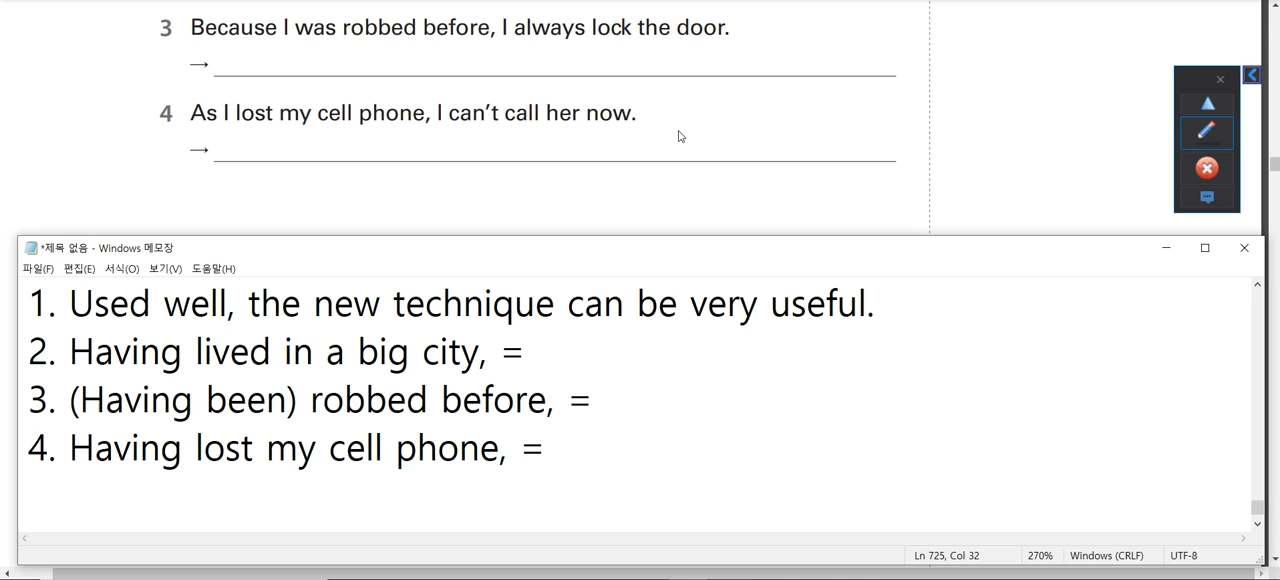 3 Because I was robbed before, I always lock the door.
→
4 As I lost my cell phone, I can't call her now.
→
*제목 없음 - Windows 메모장
파일(F) 편집(E) 서식(O) 보기(V) 도움말(H)
1. Used well, the new technique can be very useful.
2. Having lived in a big city, =
3. (Having been) robbed before, =
4. Having lost my cell phone, =
Ln 725, Col 32 270% Windows (CRLF) UTF-8